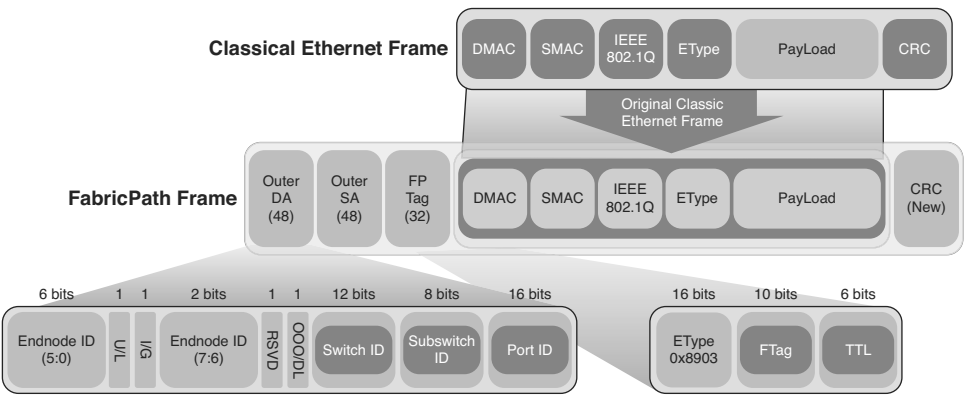 Classical Ethernet Frame
DMAC
SMAC
IEEE
802.1Q
EType
PayLoad
CRC
Original Classic
Ethernet Frame
FabricPath Frame
Outer
DA
(48)
Outer
SA
(48)
FP
Tag
(32)
DMAC
SMAC
IEEE
802.1Q
EType
PayLoad
CRC
(New)
6 bits
1
1
2 bits
1
1
12 bits
8 bits
16 bits
Endnode ID
(5:0)
U/L
I/G
Endnode ID
(7:6)
RSVD
OOO/DL
Switch ID
Subswitch
ID
Port ID
16 bits
10 bits
6 bits
EType
0x8903
FTag
TTL